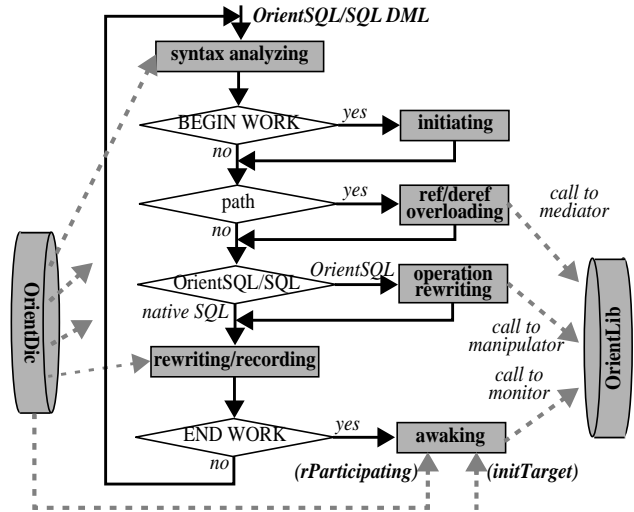 OrientSQL/SQL DML
syntax analyzing
BEGIN WORK
yes
initiating
no
path
yes
ref/deref
overloading
call to
mediator
no
OrientDic
OrientSQL/SQL
OrientSQL
operation
rewriting
OrientLib
native SQL
call to
manipulator
rewriting/recording
call to
monitor
END WORK
yes
awaking
no
(rParticipating)
(initTarget)